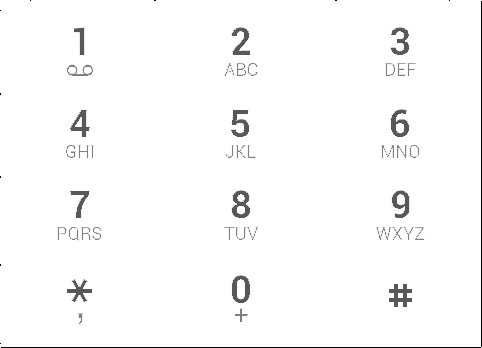 1 2 3
ABC DEF
4 5 6
GHI JKL MNO
7 8 9
PQRS TUV WXYZ
* 0 #
, +